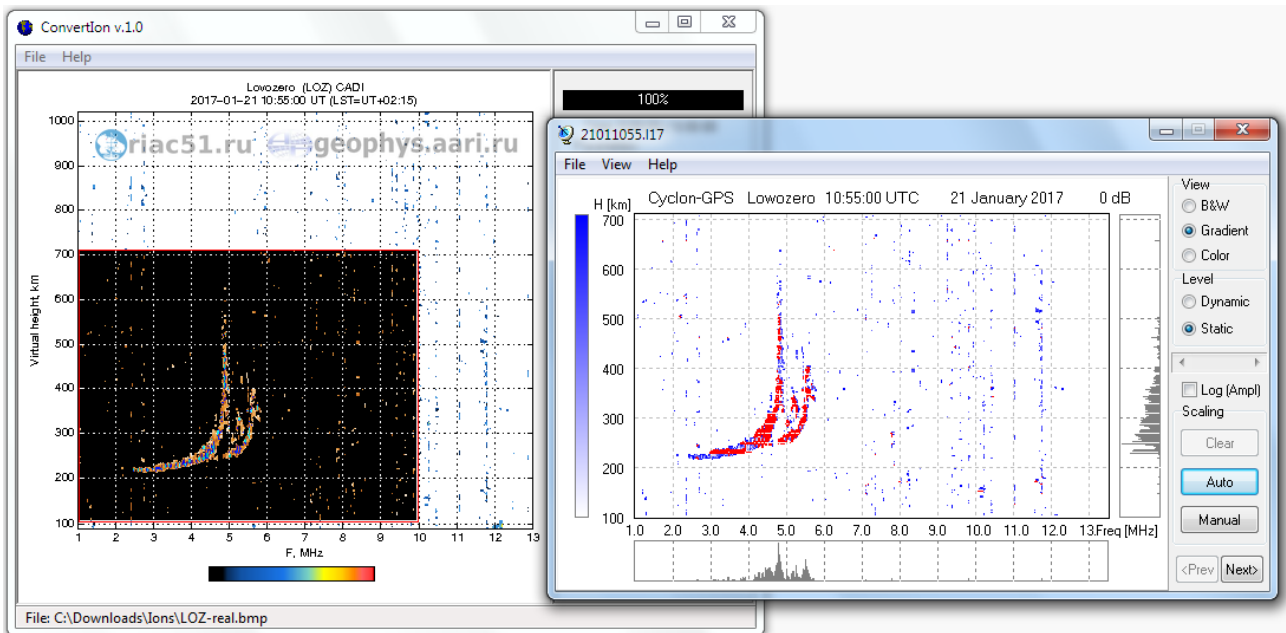 ConvertIon v.1.0
File Help
Lovozero (LOZ) CADI
2017-01-21 10:55:00 UT (LST=UT+02:15)
riac51.ru geophys.aari.ru
1000
900
800
700
600
500
400
300
200
100
Virtual height, km
1 2 3 4 5 6 7 8 9 10 11 12 13
F, MHz
100%
File: C:\Downloads\Ions\LOZ-real.bmp
21011055.I17
File View Help
H [km] Cyclon-GPS Lowozero 10:55:00 UTC 21 January 2017 0 dB
700
600
500
400
300
200
100
1.0 2.0 3.0 4.0 5.0 6.0 7.0 8.0 9.0 10.0 11.0 12.0 13. Freq [MHz]
View
B&W
Gradient
Color
Level
Dynamic
Static
Log (Ampl)
Scaling
Clear
Auto
Manual
<Prev Next>